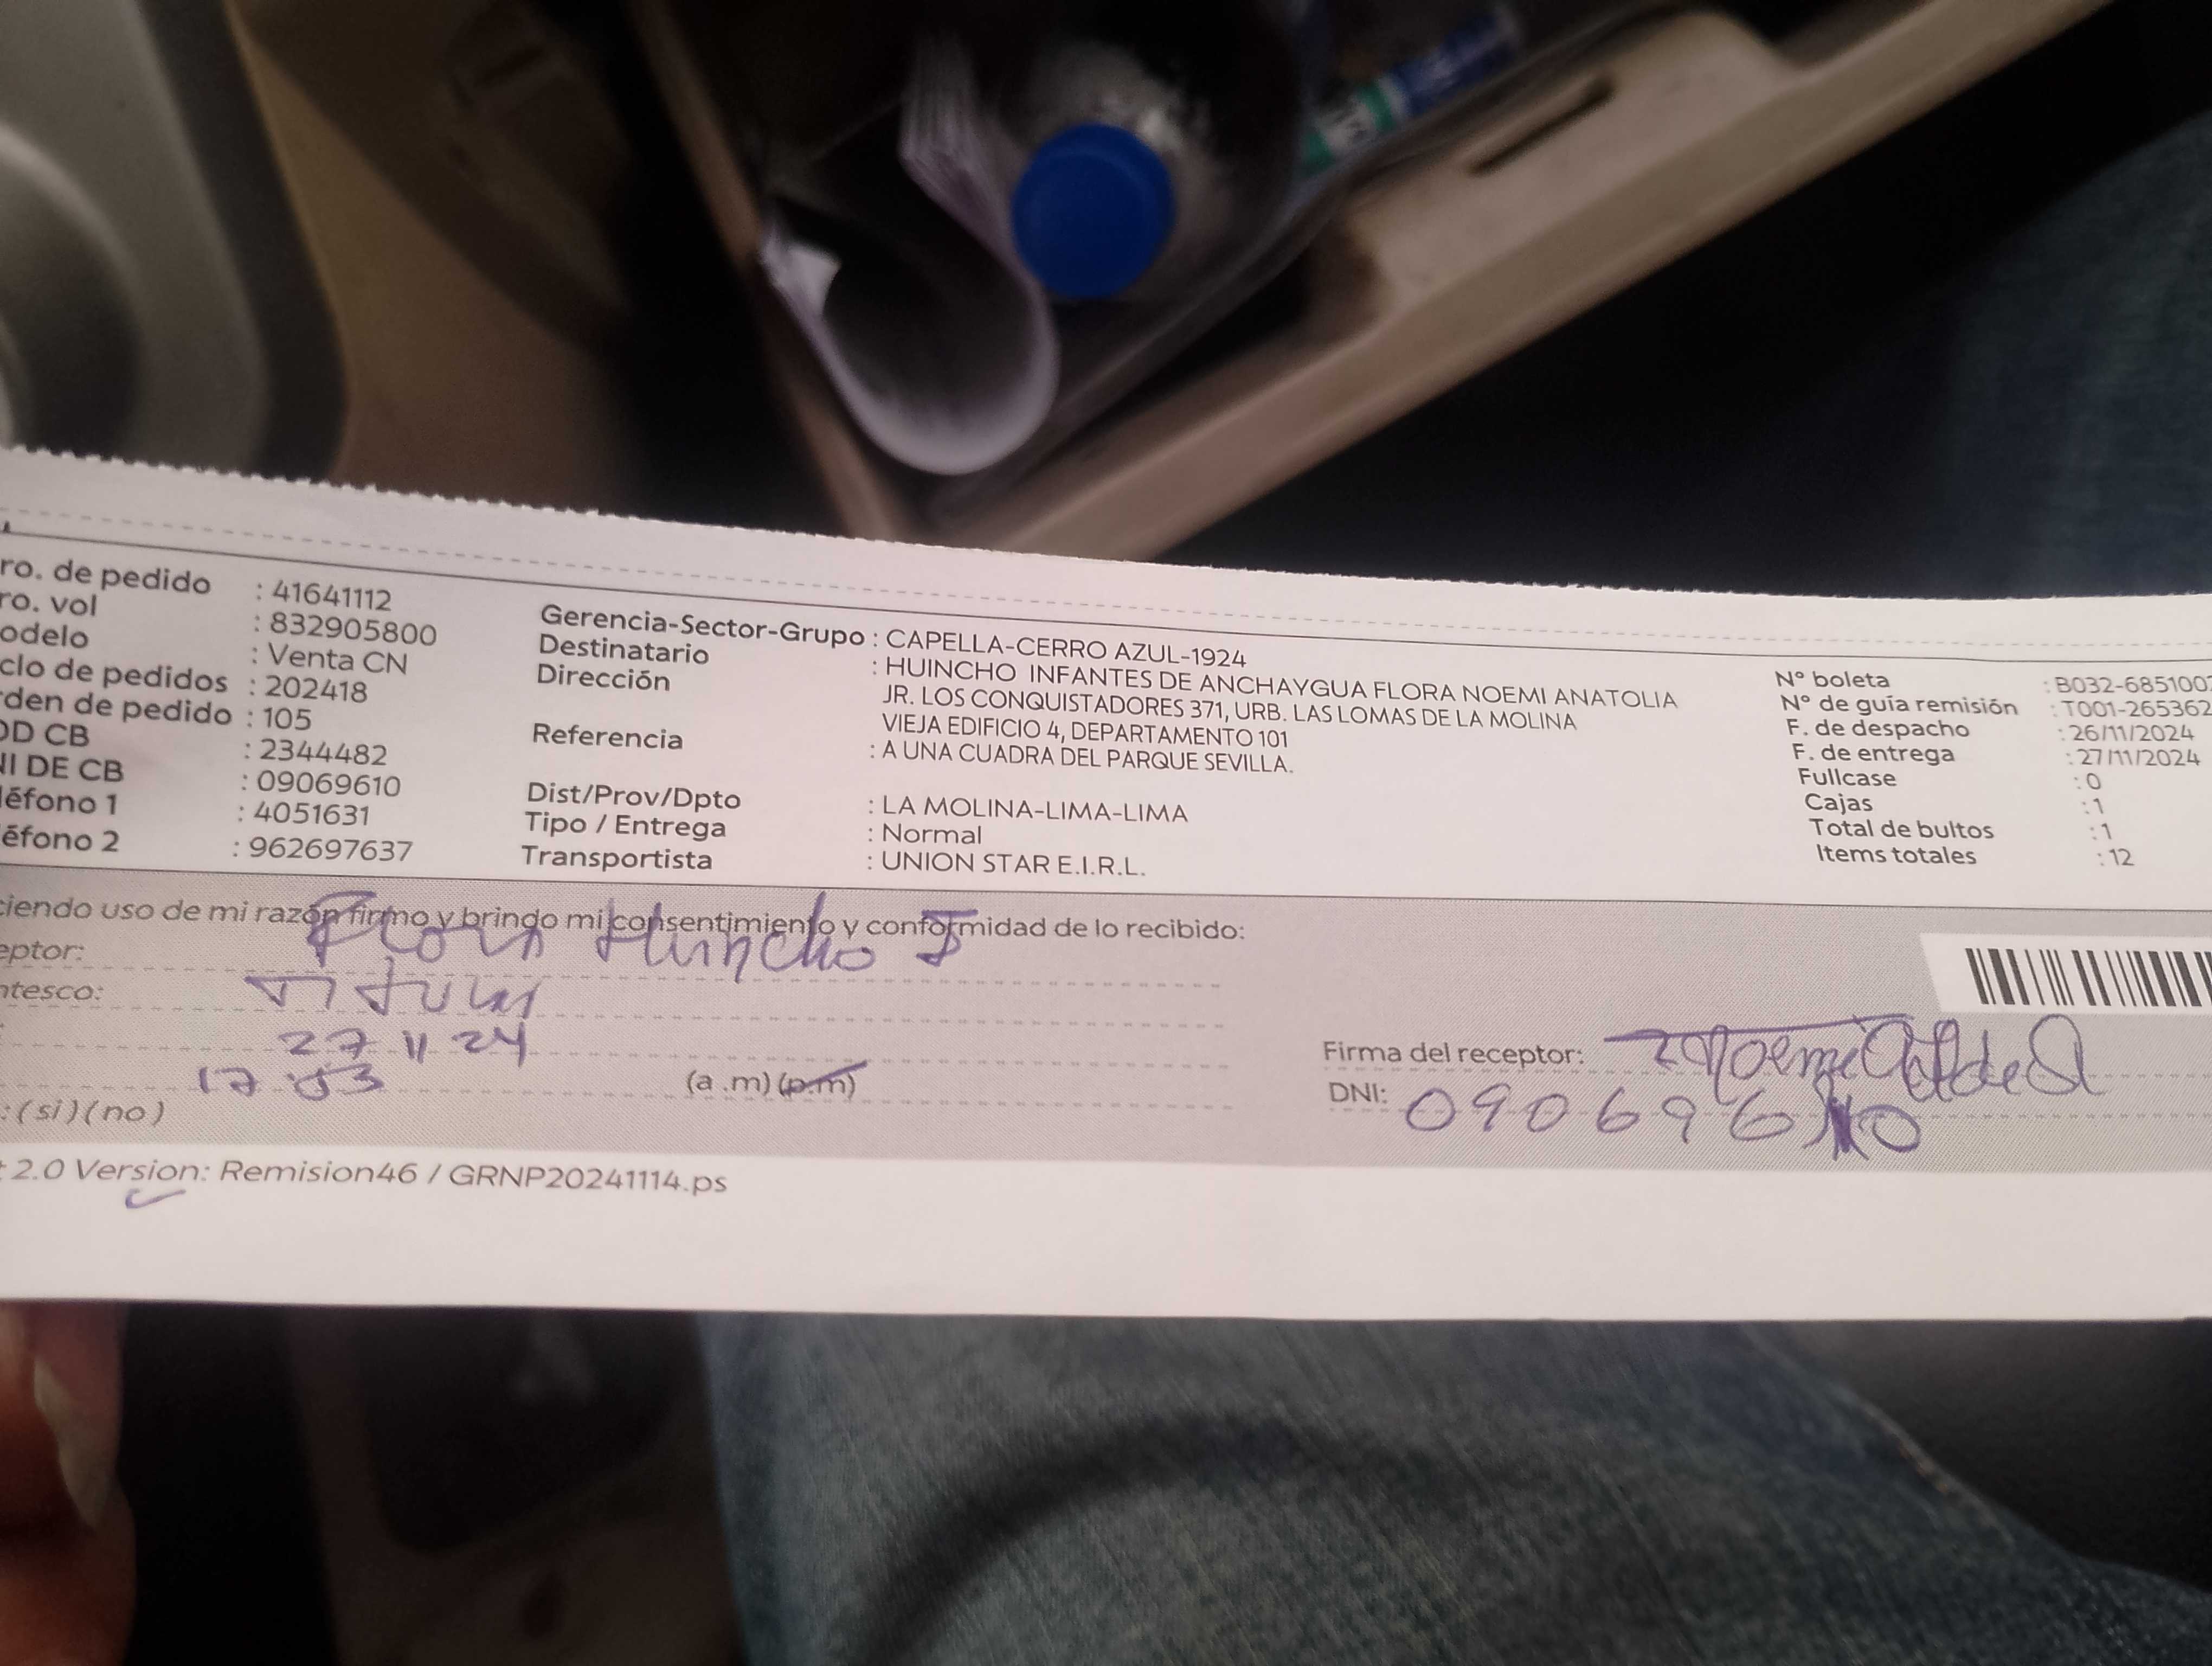 ro. de pedido : 41641112
ro. vol : 832905800
odelo : Venta CN
clo de pedidos : 202418
rden de pedido : 105
OD CB : 2344482
NI DE CB : 09069610
léfono 1 : 4051631
éfono 2 : 962697637
Gerencia-Sector-Grupo : CAPELLA-CERRO AZUL-1924
Destinatario : HUINCHO INFANTES DE ANCHAYGUA FLORA NOEMI ANATOLIA
Dirección JR. LOS CONQUISTADORES 371, URB. LAS LOMAS DE LA MOLINA
VIEJA EDIFICIO 4, DEPARTAMENTO 101
Referencia : A UNA CUADRA DEL PARQUE SEVILLA.
Dist/Prov/Dpto : LA MOLINA-LIMA-LIMA
Tipo / Entrega : Normal
Transportista : UNION STAR E.I.R.L.
Nº boleta : B032-685100
Nº de guía remisión : T001-265362
F. de despacho : 26/11/2024
F. de entrega : 27/11/2024
Fullcase : 0
Cajas : 1
Total de bultos : 1
Items totales : 12
ciendo uso de mi razón firmo y brindo mi consentimiento y conformidad de lo recibido:
eptor: Flora Huincho I
ntesco: Titular
27 11 24
17:03 (a.m) (p.m)
: (si) (no)
Firma del receptor:
DNI: 09069610
2.0 Version: Remision46 / GRNP20241114.ps